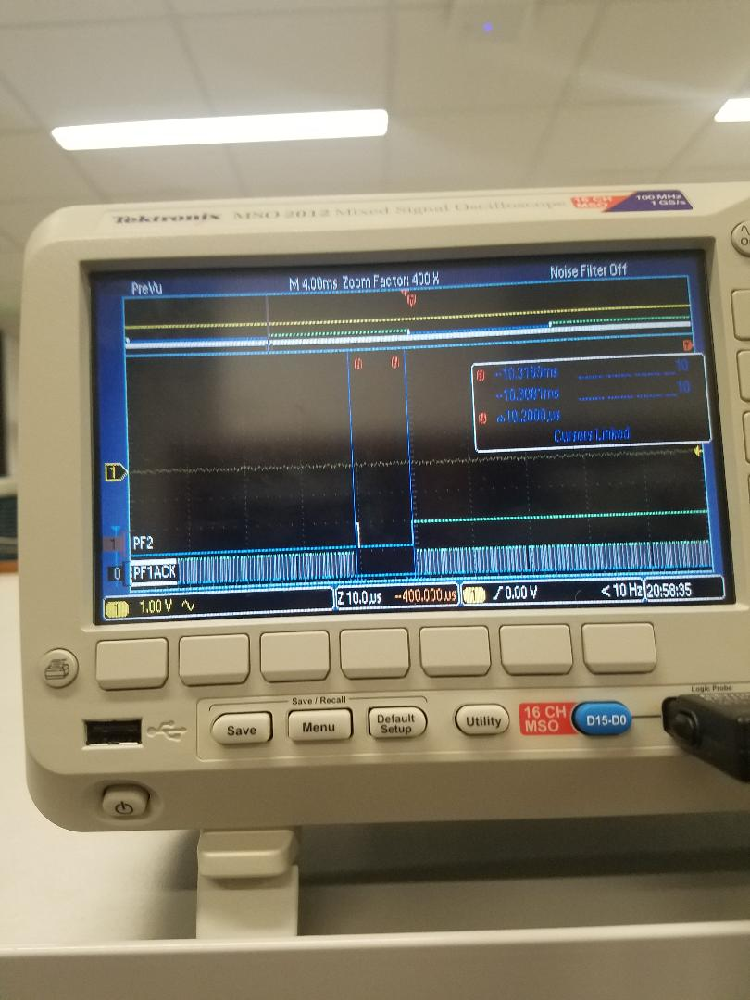 Tektronix MSO 2012 Mixed Signal Oscilloscope
16 CH MSO
100 MHz
1 GS/s
PreVu
M 4.00ms Zoom Factor: 400 X
Noise Filter Off
-10.3183ms 10
-10.3081ms 10
10.2000µs
Cursors Linked
1
1
PF2
0
PF1ACK
1 1.00 V
Z 10.0µs
-400.000µs
1 0.00 V
<10 Hz
20:58:35
Save / Recall
Save
Menu
Default
Setup
Utility
16 CH
MSO
D15-D0
Logic Probe